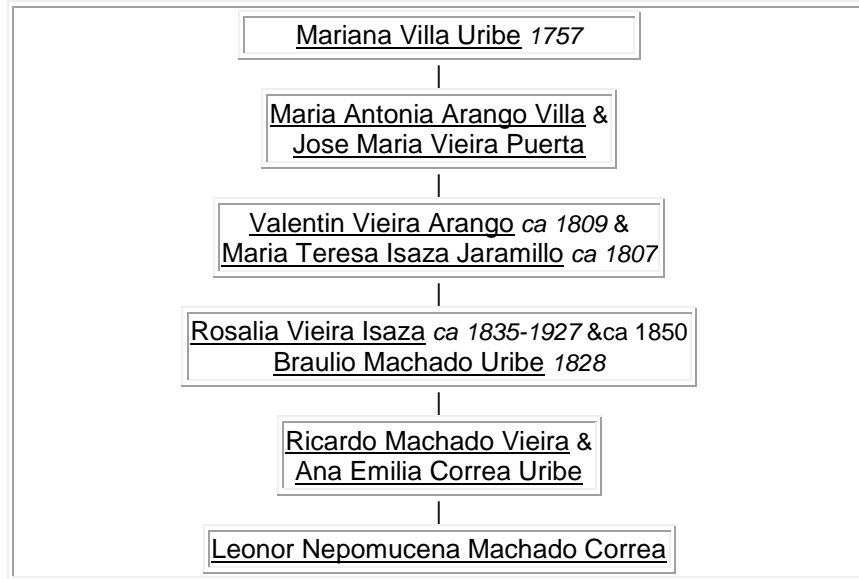 Mariana Villa Uribe 1757
Maria Antonia Arango Villa &
Jose Maria Vieira Puerta
Valentin Vieira Arango ca 1809 &
Maria Teresa Isaza Jaramillo ca 1807
Rosalia Vieira Isaza ca 1835-1927 &ca 1850
Braulio Machado Uribe 1828
Ricardo Machado Vieira &
Ana Emilia Correa Uribe
Leonor Nepomucena Machado Correa